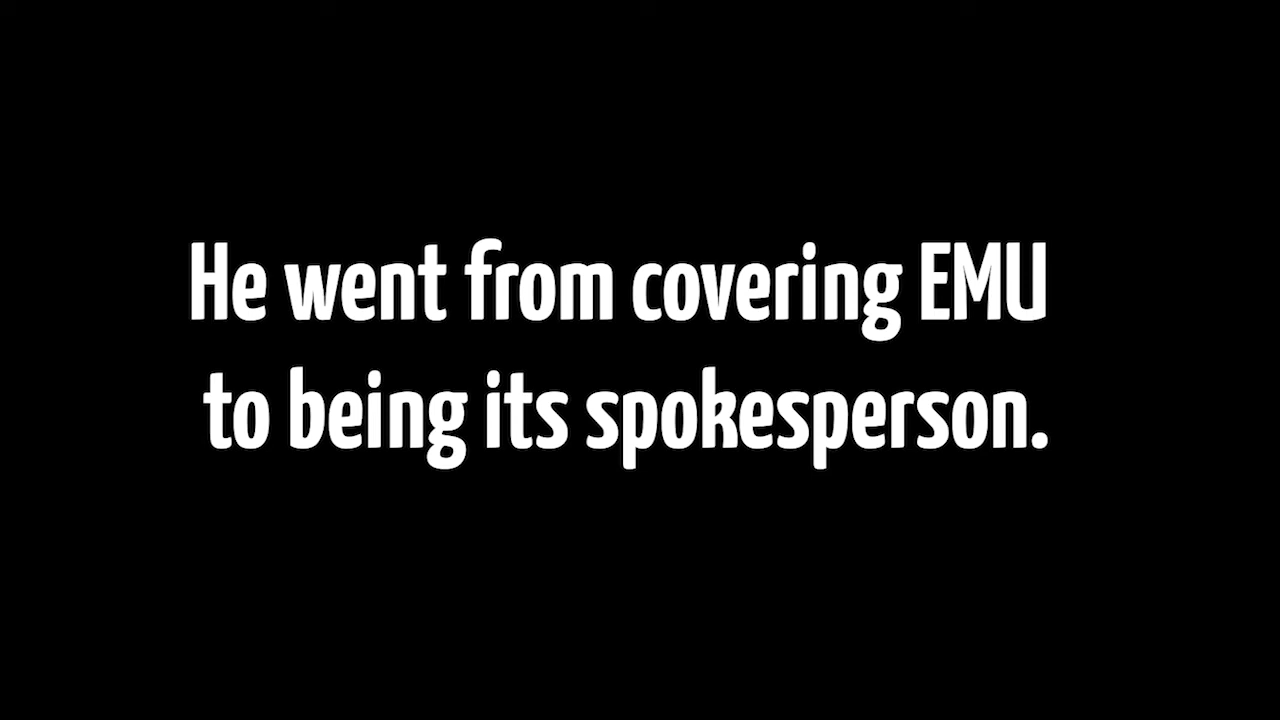 He went from covering EMU
to being its spokesperson.